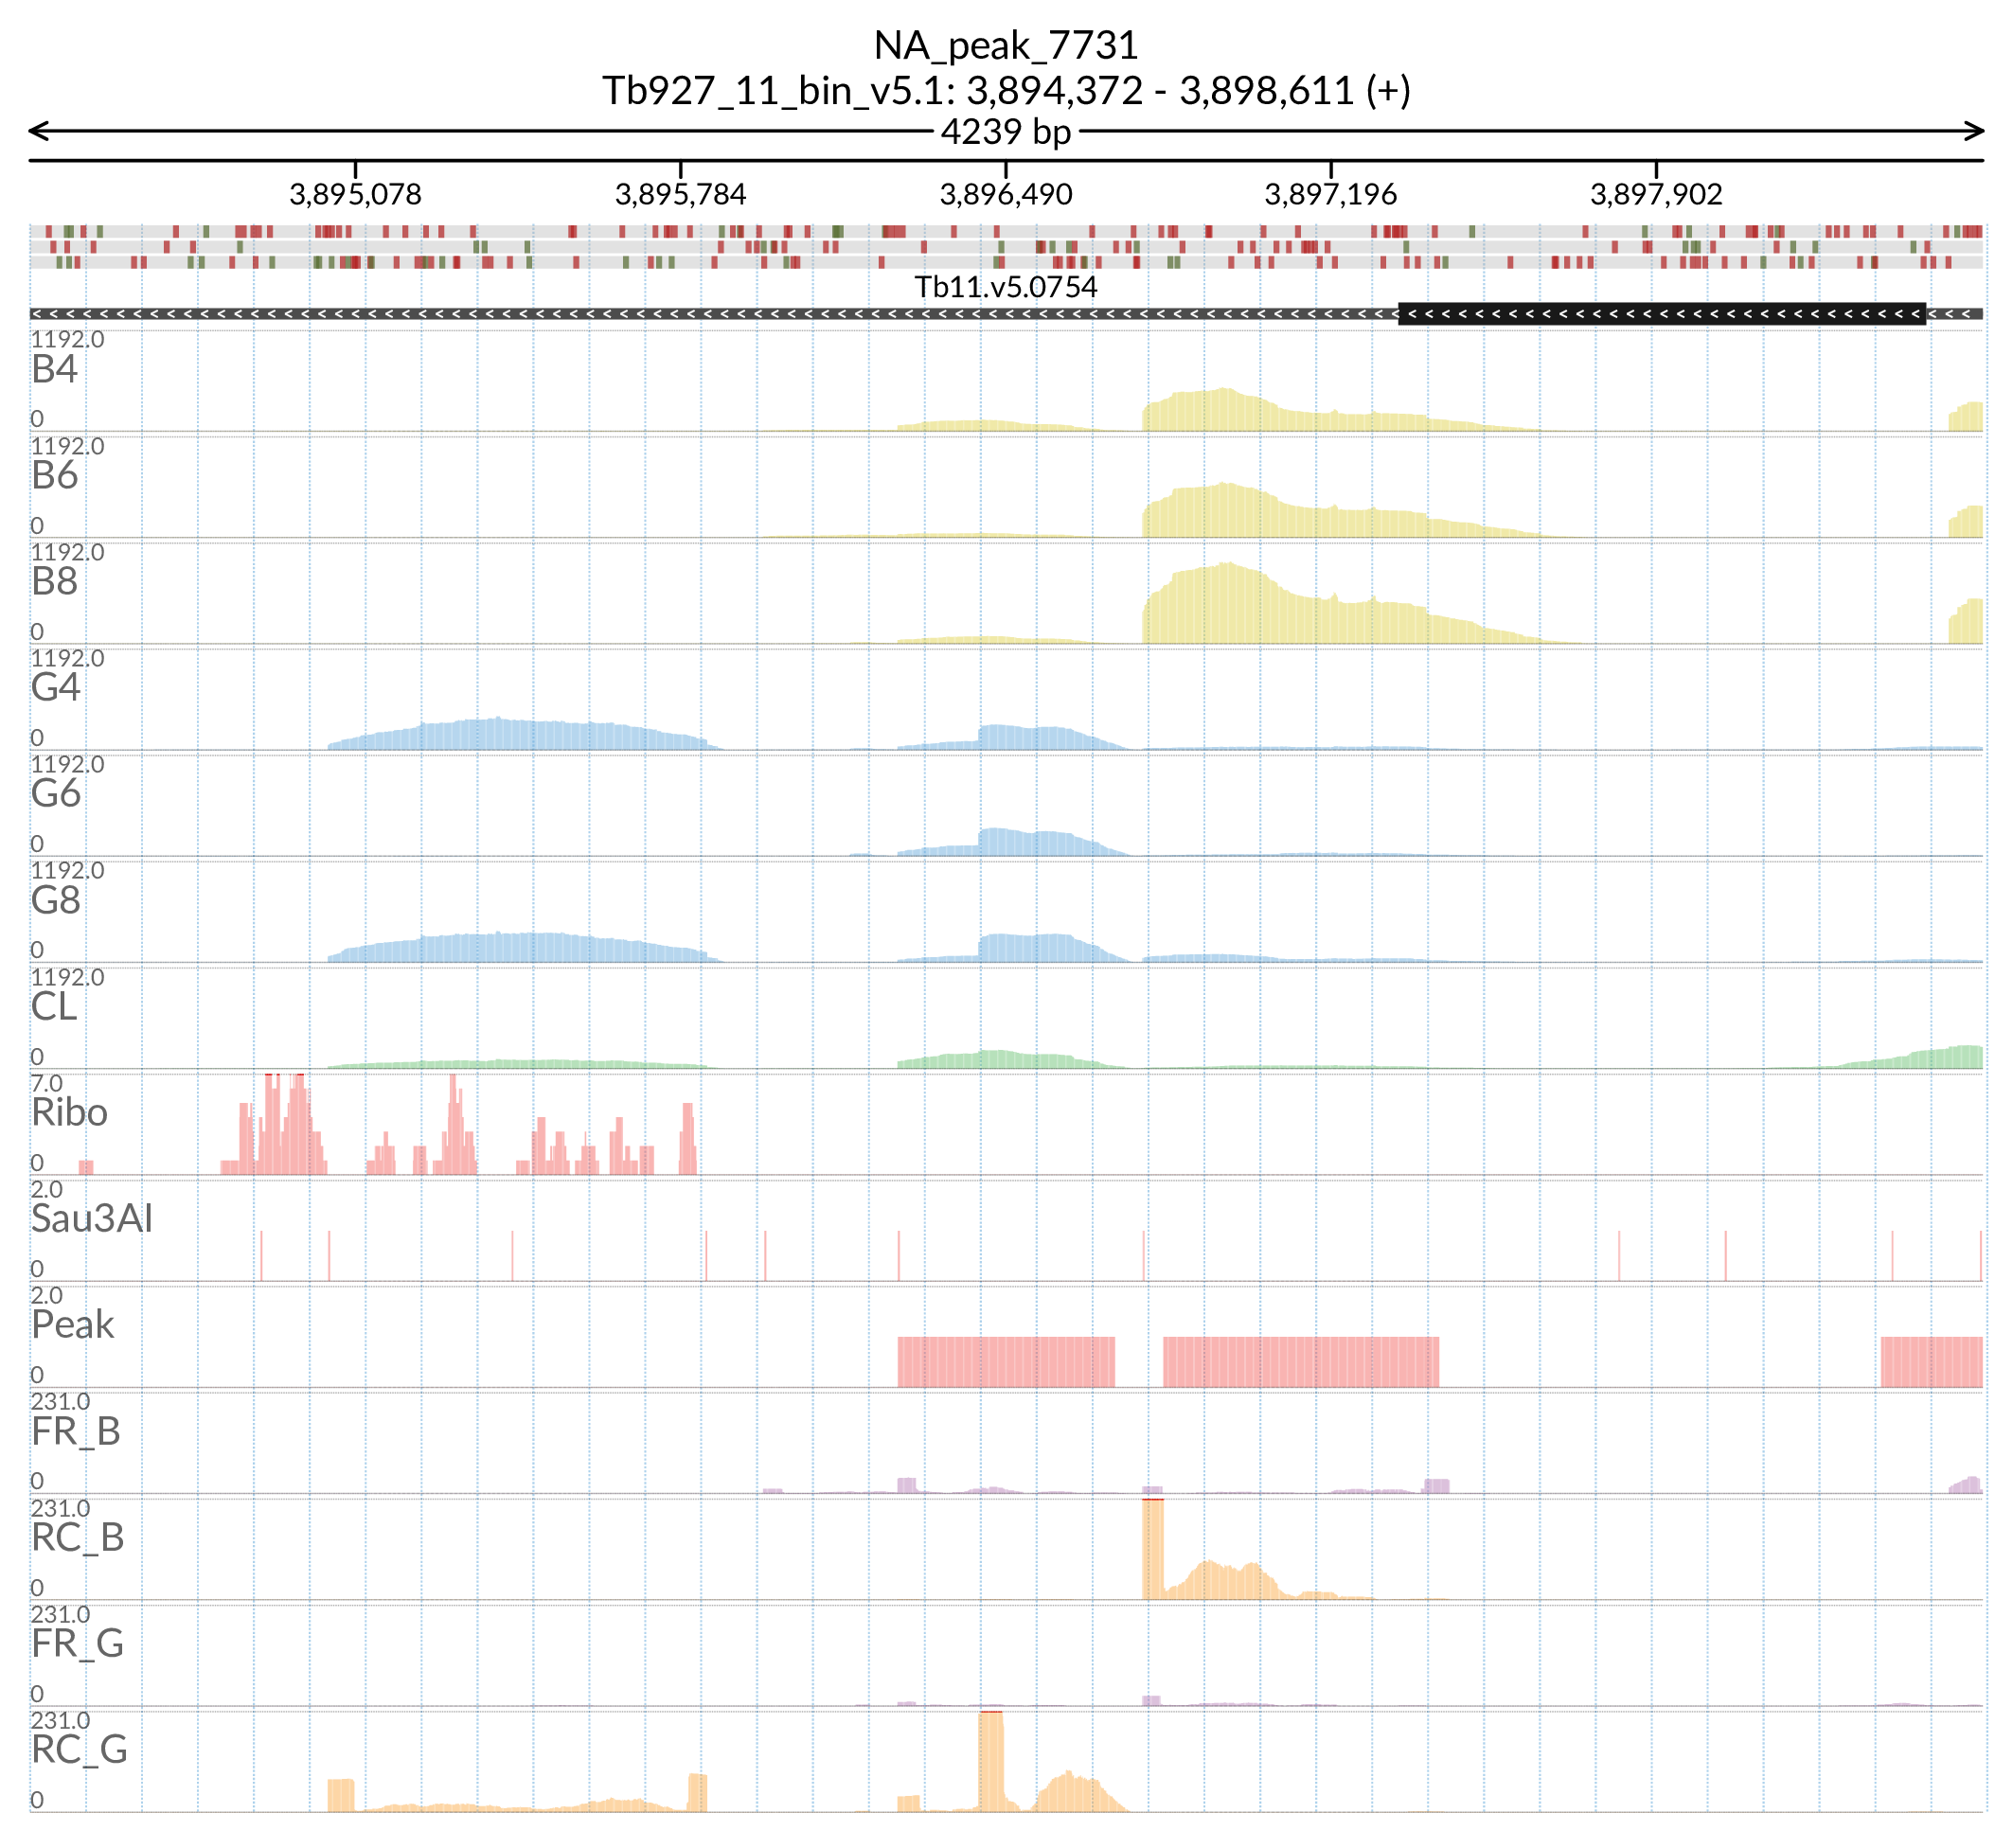 NA_peak_7731
Tb927_11_bin_v5.1: 3,894,372 - 3,898,611 (+)
4239 bp
3,895,078 3,895,784 3,896,490 3,897,196 3,897,902
Tb11.v5.0754
1192.0
B4
0
1192.0
B6
0
1192.0
B8
0
1192.0
G4
0
1192.0
G6
0
1192.0
G8
0
1192.0
CL
0
7.0
Ribo
0
2.0
Sau3AI
0
2.0
Peak
0
231.0
FR_B
0
231.0
RC_B
0
231.0
FR_G
0
231.0
RC_G
0